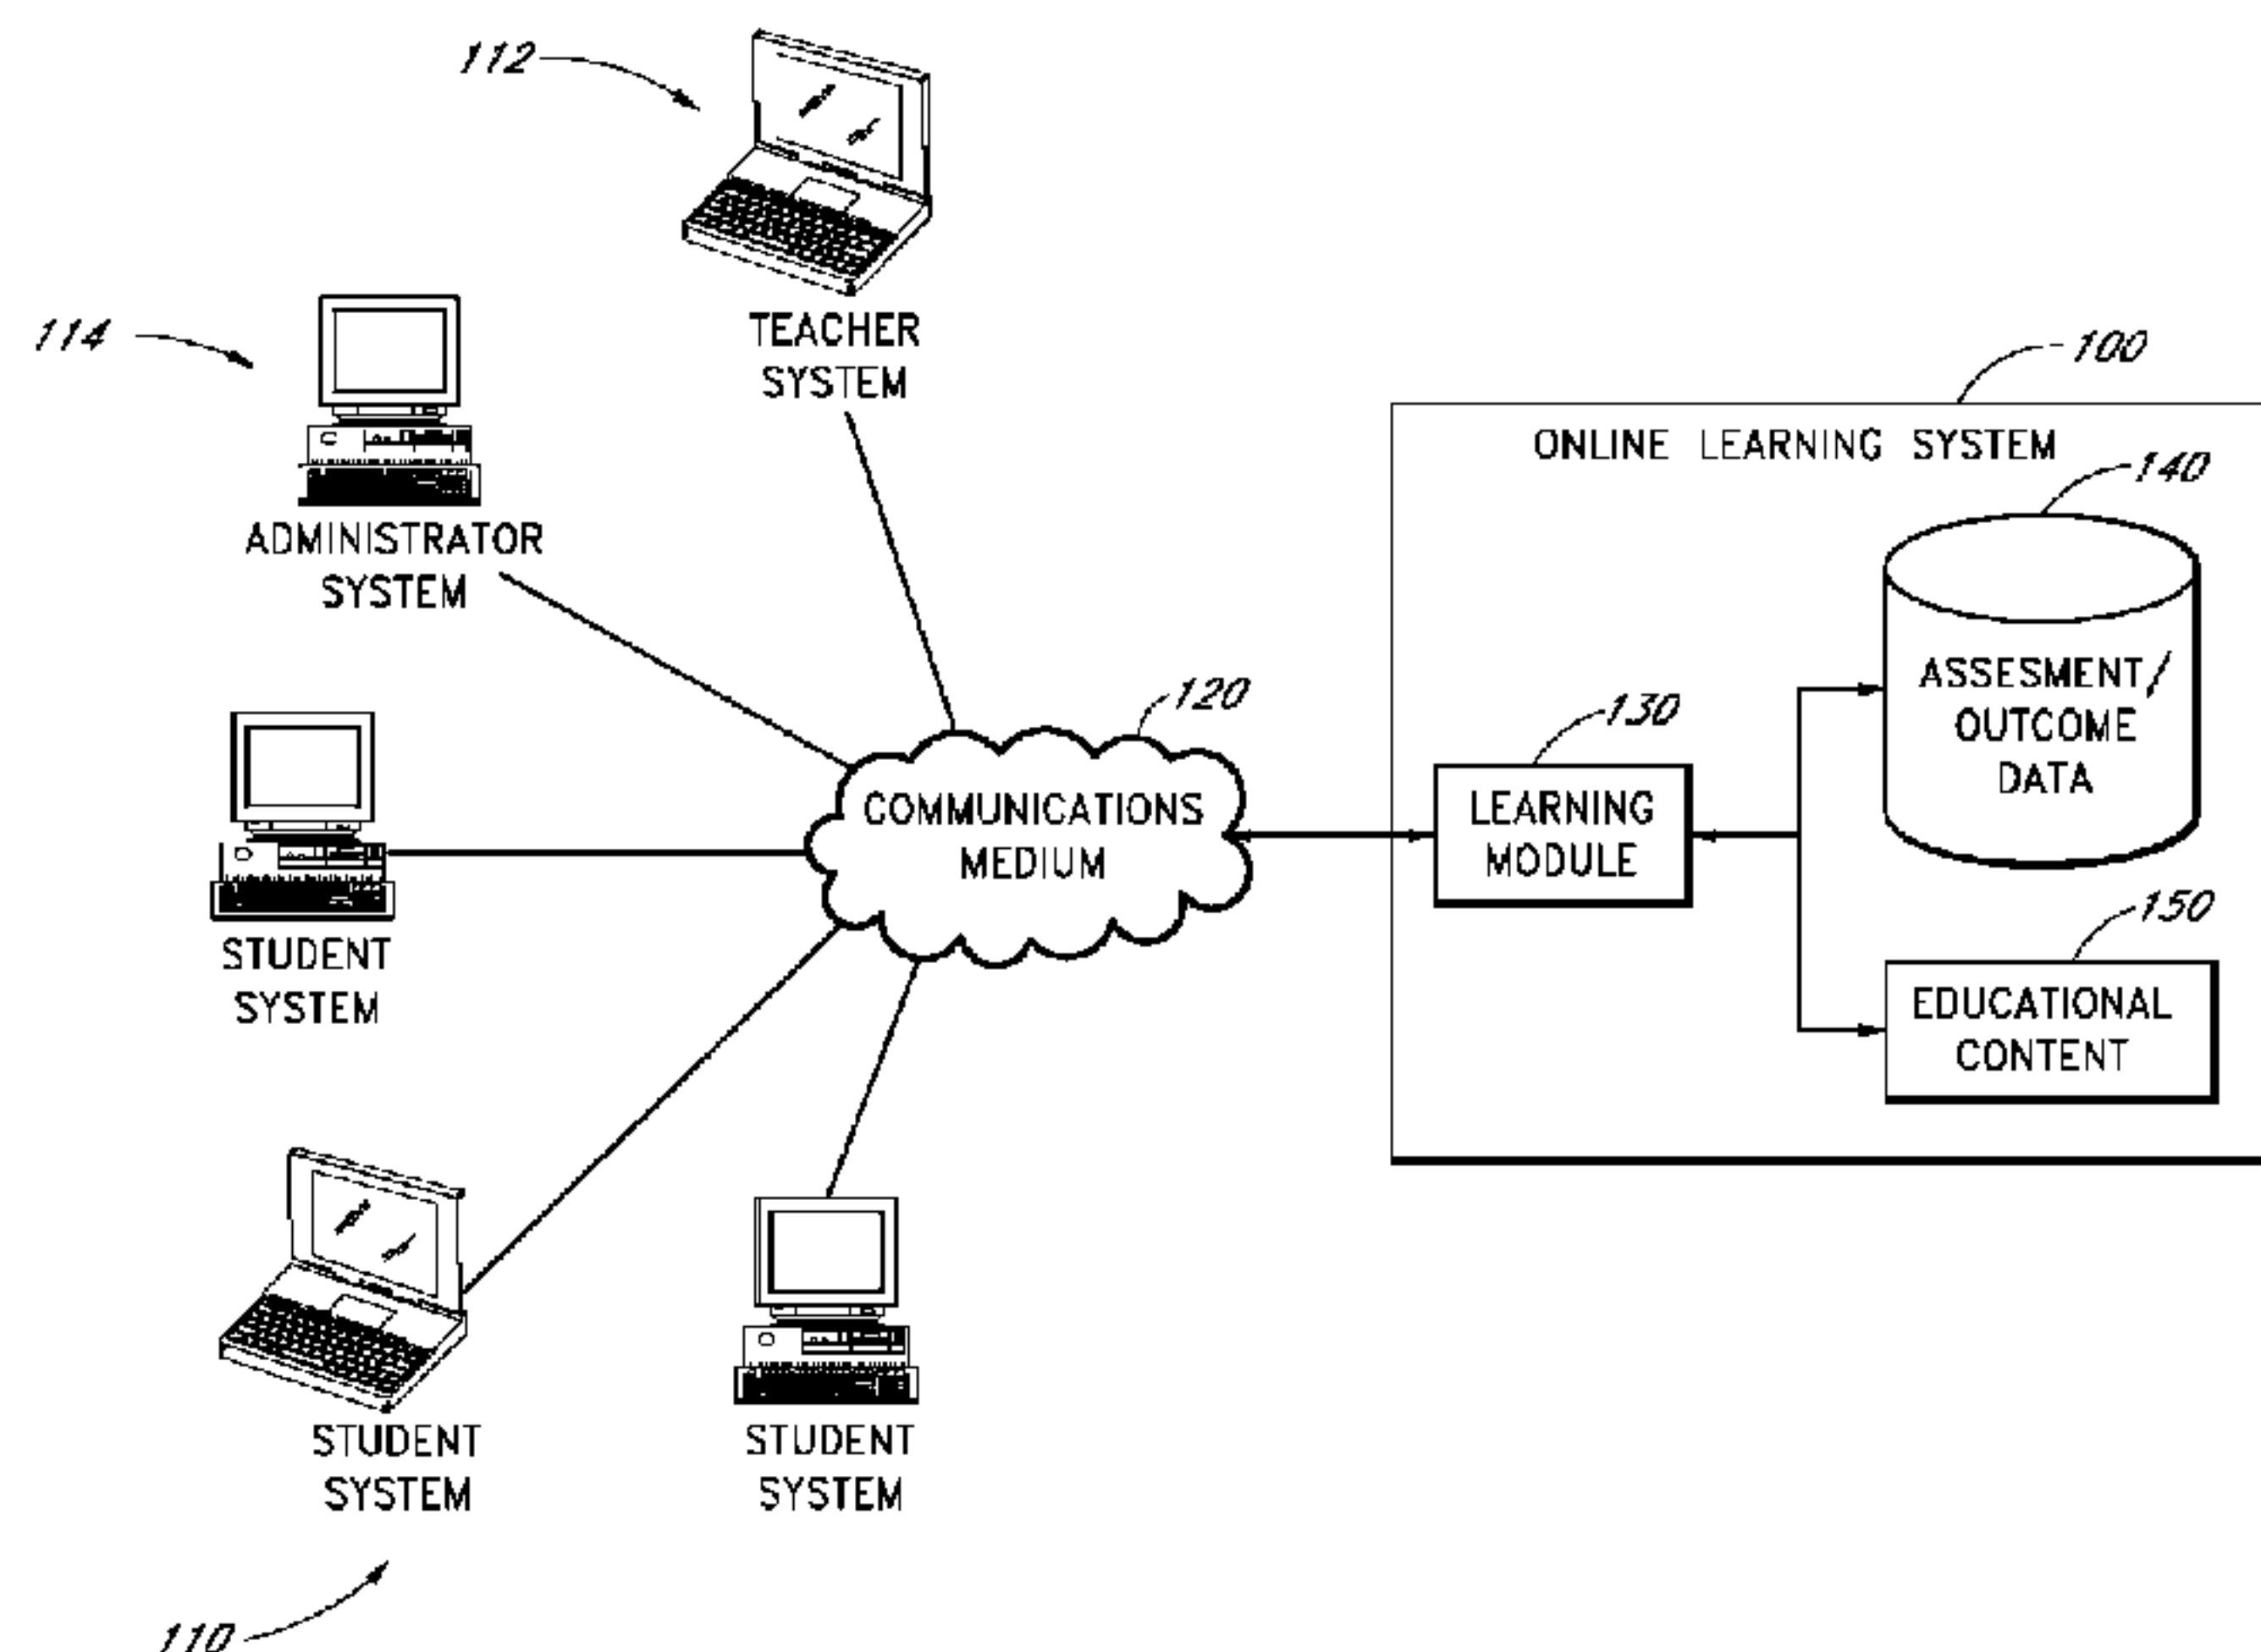 112
TEACHER
SYSTEM
114
ADMINISTRATOR
SYSTEM
100
ONLINE LEARNING SYSTEM
140
ASSESMENT/
OUTCOME
DATA
120
COMMUNICATIONS
MEDIUM
130
LEARNING
MODULE
150
EDUCATIONAL
CONTENT
STUDENT
SYSTEM
STUDENT
SYSTEM
STUDENT
SYSTEM
110